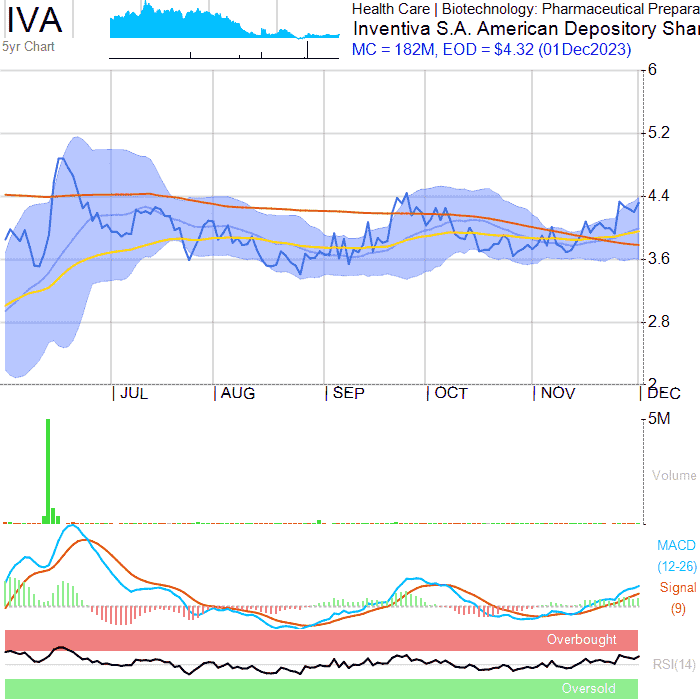 IVA
5yr Chart
Health Care | Biotechnology: Pharmaceutical Prepara
Inventiva S.A. American Depository Shar
MC = 182M, EOD = $4.32 (01Dec2023)
6
5.2
4.4
3.6
2.8
2
JUL AUG SEP OCT NOV DEC
5M
Volume
MACD
(12-26)
Signal
(9)
Overbought
RSI(14)
Oversold